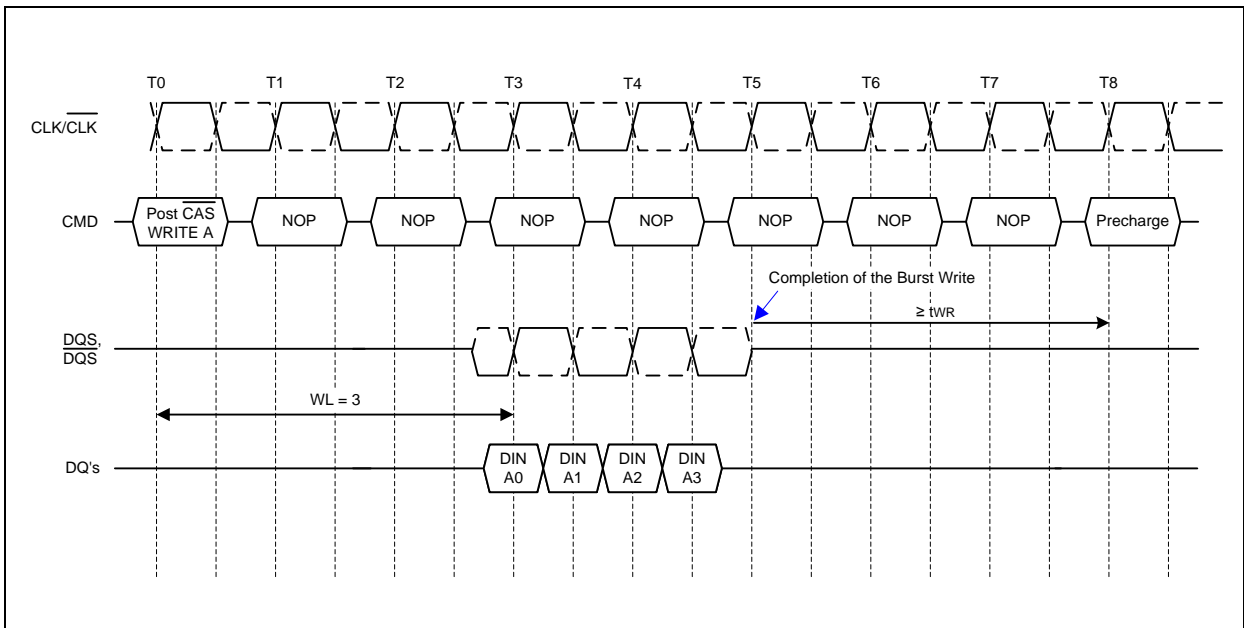 T0 T1 T2 T3 T4 T5 T6 T7 T8
CLK/CLK
CMD Post CAS NOP NOP NOP NOP NOP NOP NOP Precharge
WRITE A
Completion of the Burst Write
≥ tWR
DQS,
DQS
WL = 3
DQ's DIN DIN DIN DIN
A0 A1 A2 A3